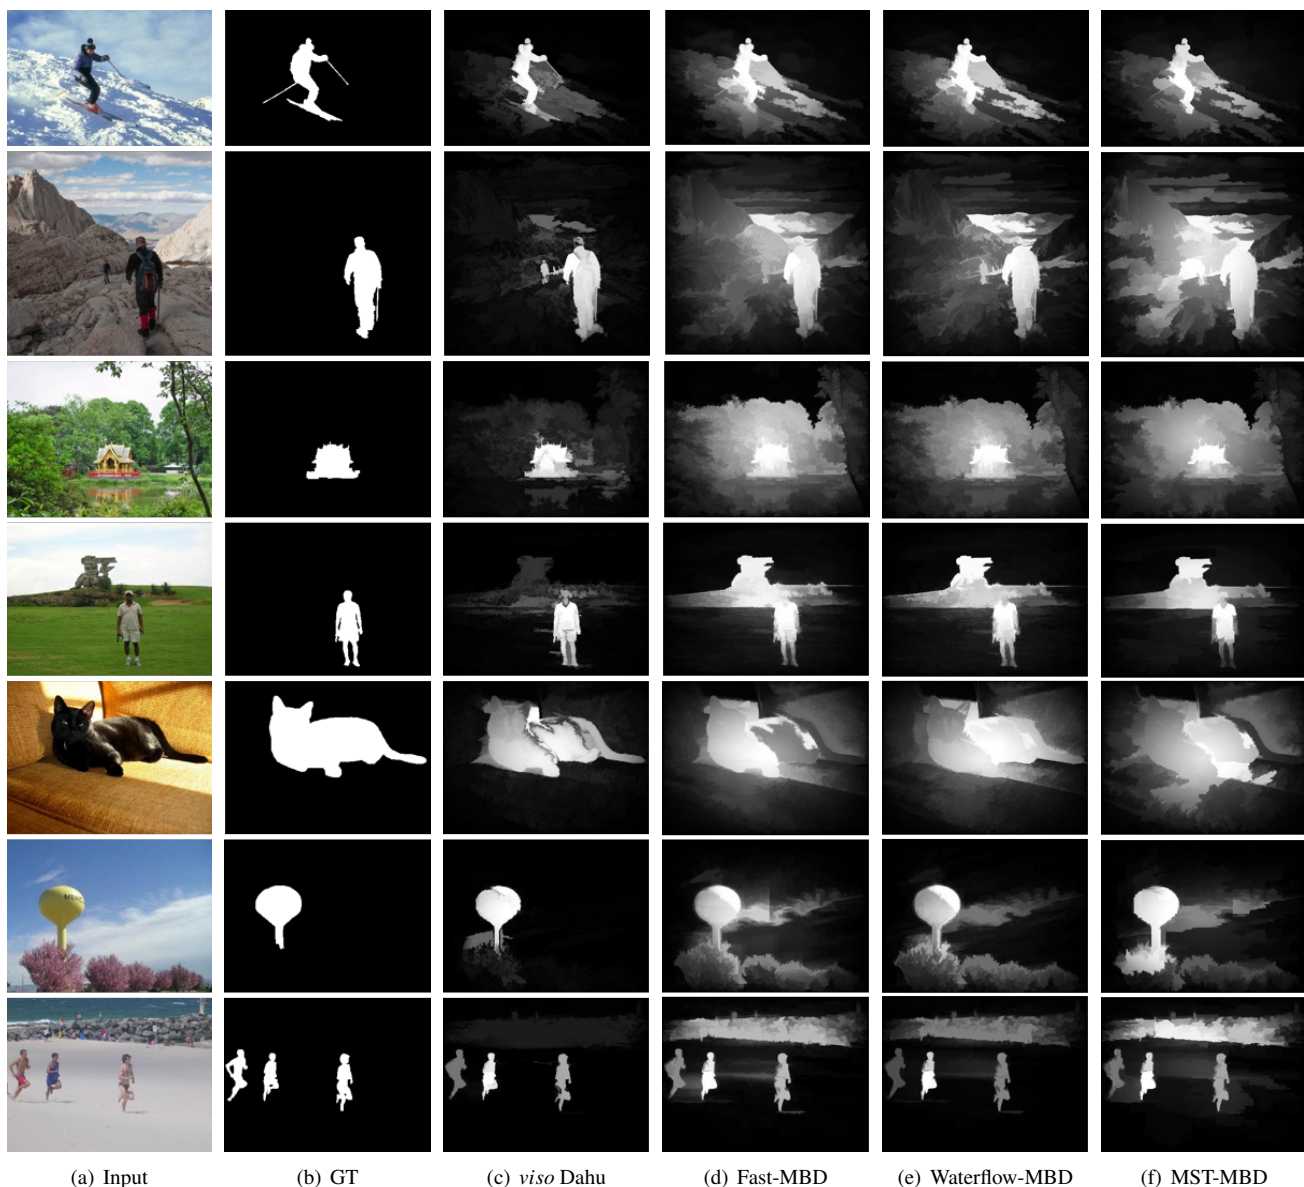 (a) Input
(b) GT
(c) viso Dahu
(d) Fast-MBD
(e) Waterflow-MBD
(f) MST-MBD